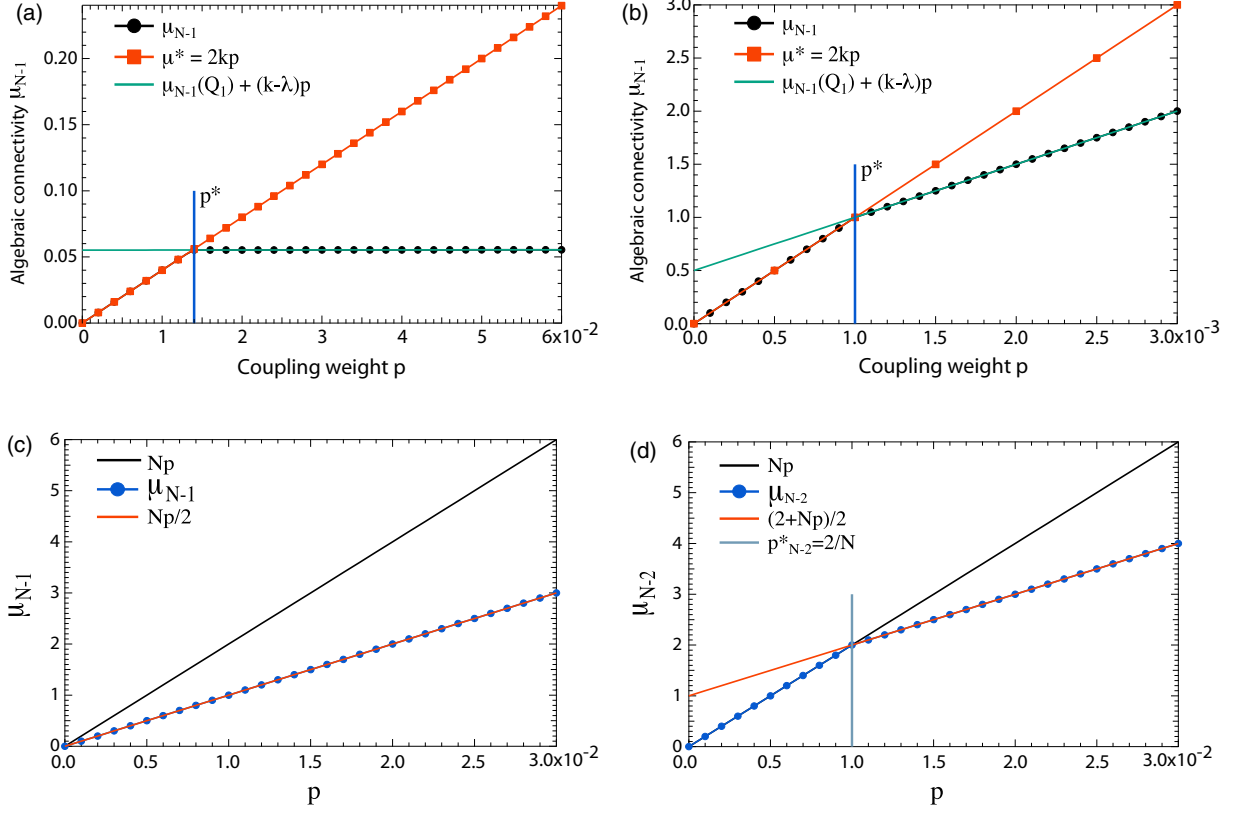 (a)
Algebraic connectivity μN-1
0.20
0.15
0.10
0.05
0.00
μN-1
μ* = 2kp
μN-1(Q1) + (k-λ)p
p*
0 1 2 3 4 5 6x10-2
Coupling weight p
(b)
Algebraic connectivity μN-1
3.0
2.5
2.0
1.5
1.0
0.5
0.0
μN-1
μ* = 2kp
μN-1(Q1) + (k-λ)p
p*
0.0 0.5 1.0 1.5 2.0 2.5 3.0x10-3
Coupling weight p
(c)
μN-1
6
5
4
3
2
1
0
Np
μN-1
Np/2
0.0 0.5 1.0 1.5 2.0 2.5 3.0x10-2
p
(d)
μN-2
6
5
4
3
2
1
0
Np
μN-2
(2+Np)/2
p*N-2=2/N
0.0 0.5 1.0 1.5 2.0 2.5 3.0x10-2
p